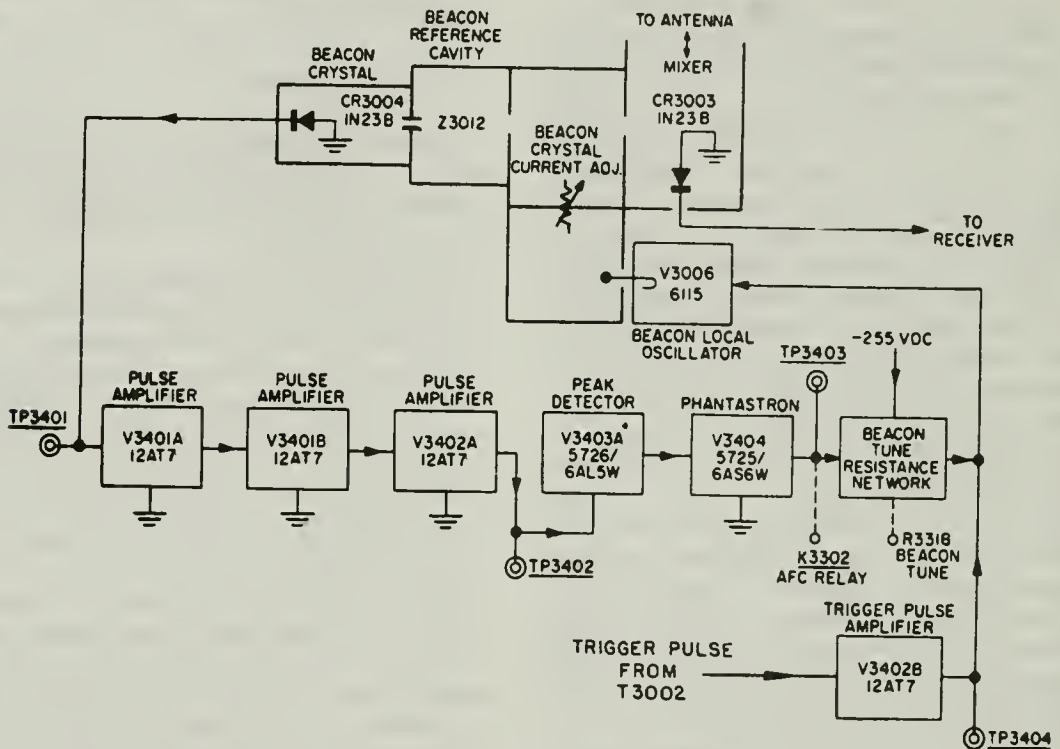 TO ANTENNA
MIXER
BEACON
REFERENCE
CAVITY
BEACON
CRYSTAL
CR3004
IN23B
Z3012
CR3003
IN23B
BEACON
CRYSTAL
CURRENT ADJ.
TO
RECEIVER
V3006
6115
BEACON LOCAL
OSCILLATOR
-255 VDC
TP3403
TP3401
PULSE
AMPLIFIER
V3401A
12AT7
PULSE
AMPLIFIER
V3401B
12AT7
PULSE
AMPLIFIER
V3402A
12AT7
PEAK
DETECTOR
V3403A
5726/
6AL5W
PHANTASTRON
V3404
5725/
6AS6W
BEACON
TUNE
RESISTANCE
NETWORK
TP3402
K3302
AFC RELAY
R3318
BEACON
TUNE
TRIGGER PULSE
AMPLIFIER
TRIGGER PULSE
FROM
T3002
V3402B
12AT7
TP3404